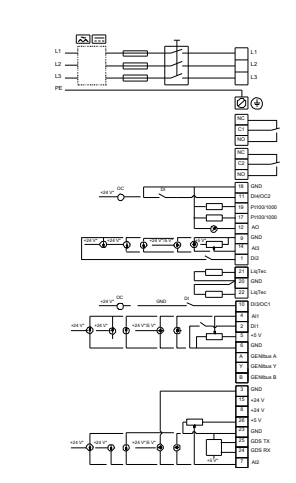 L1 L1
L2 L2
L3 L3
PE
NC
C1
NO
NC
C2
NO
18 GND
+24 V* OC DI 11 DI4/OC2
19 Pt100/1000
17 Pt100/1000
12 AO
9 GND
+24 V* +24 V* +24 V*/5 V* +5 V* 14 AI3
1 DI2
21 LiqTec
20 GND
22 LiqTec
+24 V* OC GND DI 10 DI3/OC1
4 AI1
+24 V* +24 V* +24 V*/5 V* 2 DI1
5 +5 V
6 GND
A GENIbus A
Y GENIbus Y
B GENIbus B
3 GND
15 +24 V
8 +24 V
26 +5 V
23 GND
25 GDS TX
+24 V* +24 V* +24 V*/5 V* 24 GDS RX
+5 V* 7 AI2